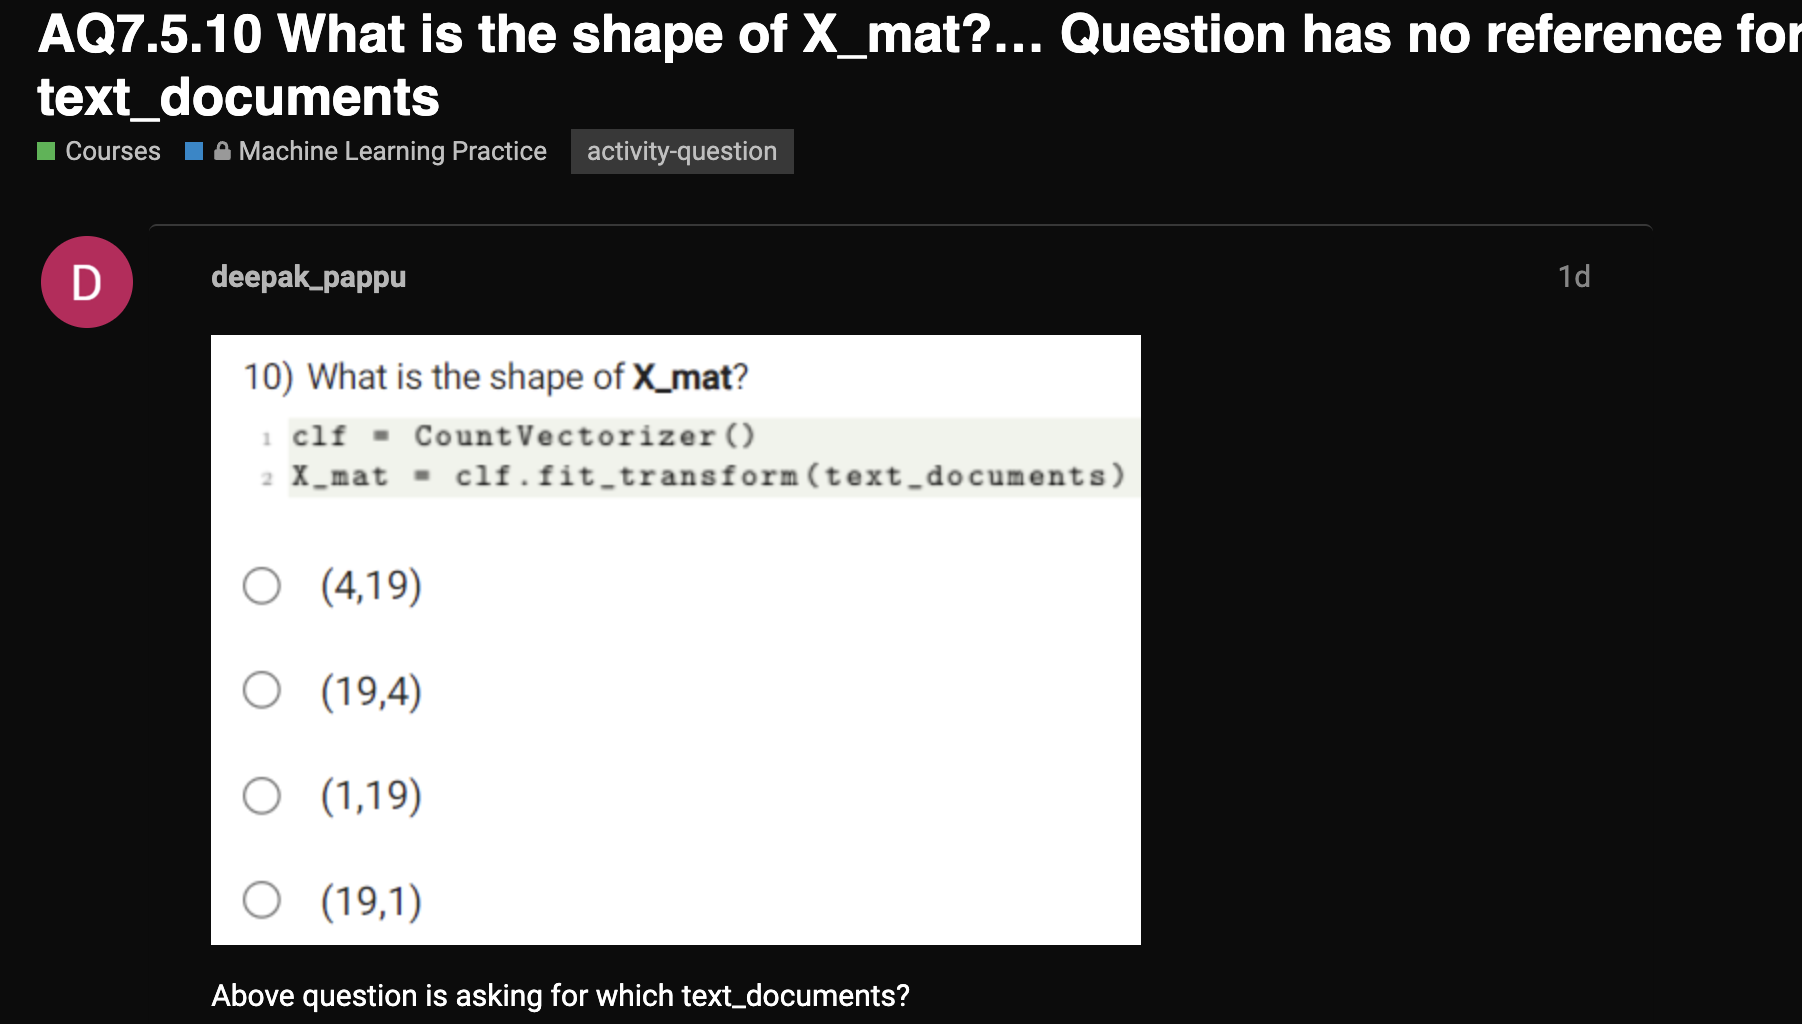 AQ7.5.10 What is the shape of X_mat?... Question has no reference for
text_documents
Courses Machine Learning Practice activity-question
D
deepak_pappu 1d
10) What is the shape of X_mat?
1 clf = CountVectorizer()
2 X_mat = clf.fit_transform(text_documents)
(4,19)
(19,4)
(1,19)
(19,1)
Above question is asking for which text_documents?